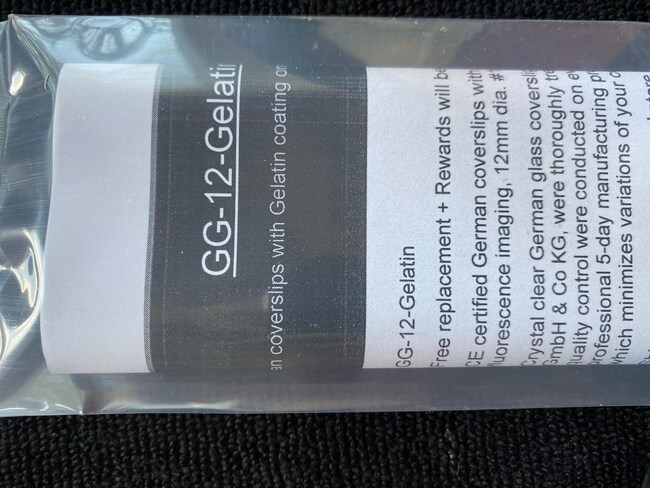 GG-12-Gelatin
an coverslips with Gelatin coating on
GG-12-Gelatin
Free replacement + Rewards will be
CE certified German coverslips with
fluorescence imaging, 12mm dia. #
Crystal clear German glass coversli
GmbH & Co KG, were thoroughly tr
quality control were conducted on e
professional 5-day manufacturing p
which minimizes variations of your c